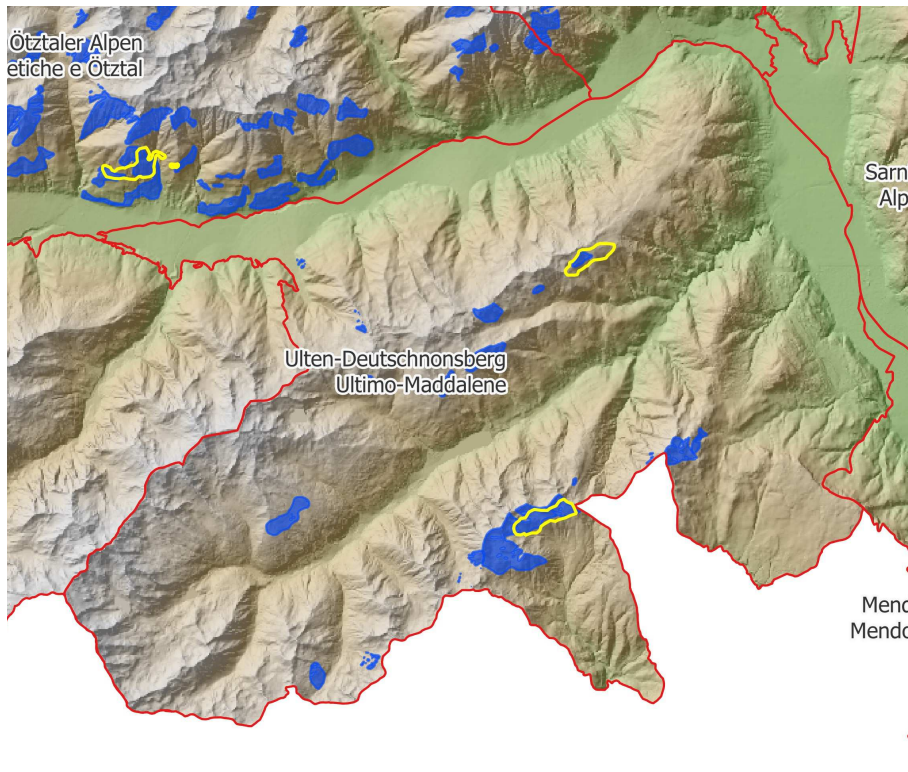 Ötztaler Alpen
etiche e Ötztal
Sarn
Alp
Ulten-Deutschnonsberg
Ultimo-Maddalene
Mend
Mendo